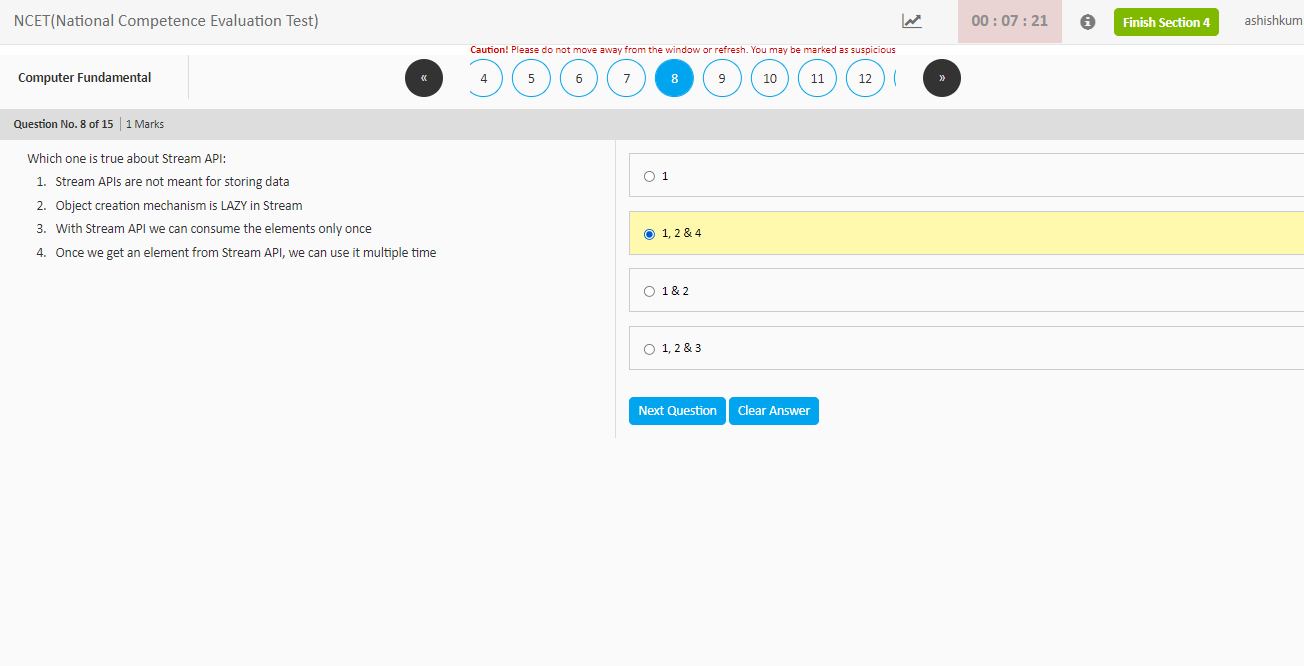 NCET(National Competence Evaluation Test)
00 : 07 : 21
Finish Section 4
ashishkum
Caution! Please do not move away from the window or refresh. You may be marked as suspicious
Computer Fundamental
« 4 5 6 7 8 9 10 11 12 »
Question No. 8 of 15 | 1 Marks
Which one is true about Stream API:
1. Stream APIs are not meant for storing data
2. Object creation mechanism is LAZY in Stream
3. With Stream API we can consume the elements only once
4. Once we get an element from Stream API, we can use it multiple time
1
1, 2 & 4
1 & 2
1, 2 & 3
Next Question
Clear Answer